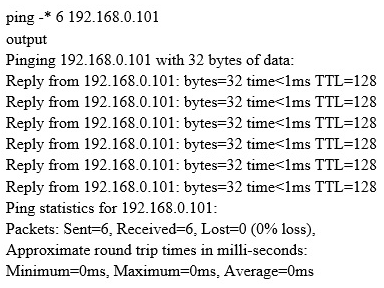 ping -* 6 192.168.0.101
output
Pinging 192.168.0.101 with 32 bytes of data:
Reply from 192.168.0.101: bytes=32 time<1ms TTL=128
Reply from 192.168.0.101: bytes=32 time<1ms TTL=128
Reply from 192.168.0.101: bytes=32 time<1ms TTL=128
Reply from 192.168.0.101: bytes=32 time<1ms TTL=128
Reply from 192.168.0.101: bytes=32 time<1ms TTL=128
Reply from 192.168.0.101: bytes=32 time<1ms TTL=128
Ping statistics for 192.168.0.101:
Packets: Sent=6, Received=6, Lost=0 (0% loss),
Approximate round trip times in milli-seconds:
Minimum=0ms, Maximum=0ms, Average=0ms